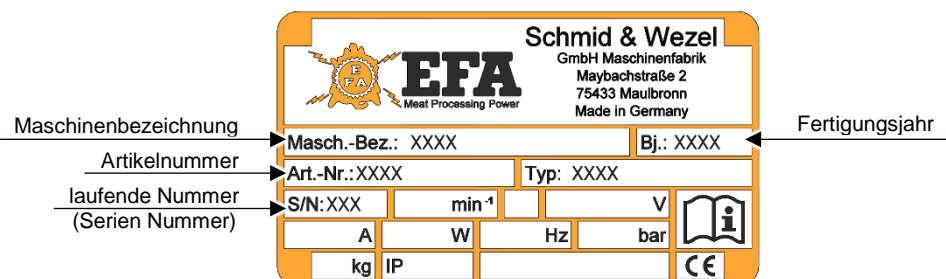 Schmid & Wezel
GmbH Maschinenfabrik
Maybachstraße 2
75433 Maulbronn
Made in Germany
E
FA
EFA
Meat Processing Power
Maschinenbezeichnung
Masch.-Bez.: XXXX
Bj.: XXXX
Fertigungsjahr
Artikelnummer
Art.-Nr.: XXXX
Typ: XXXX
laufende Nummer
(Serien Nummer)
S/N: XXX
min⁻¹
V
A
W
Hz
bar
kg
IP
CE